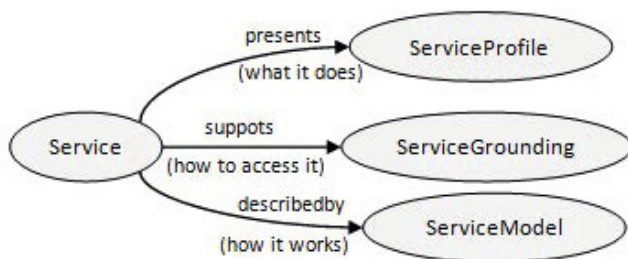 presents
ServiceProfile
(what it does)
suppots
Service
ServiceGrounding
(how to access it)
describedby
ServiceModel
(how it works)